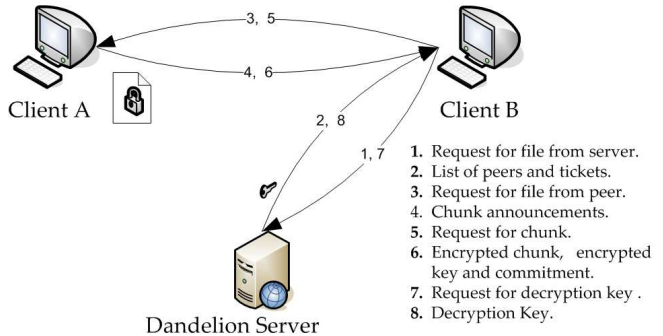 3, 5
4, 6
Client A
Client B
2, 8
1,7
1. Request for file from server.
2. List of peers and tickets.
3. Request for file from peer.
4. Chunk announcements.
5. Request for chunk.
6. Encrypted chunk, encrypted
key and commitment.
7. Request for decryption key .
8. Decryption Key.
Dandelion Server